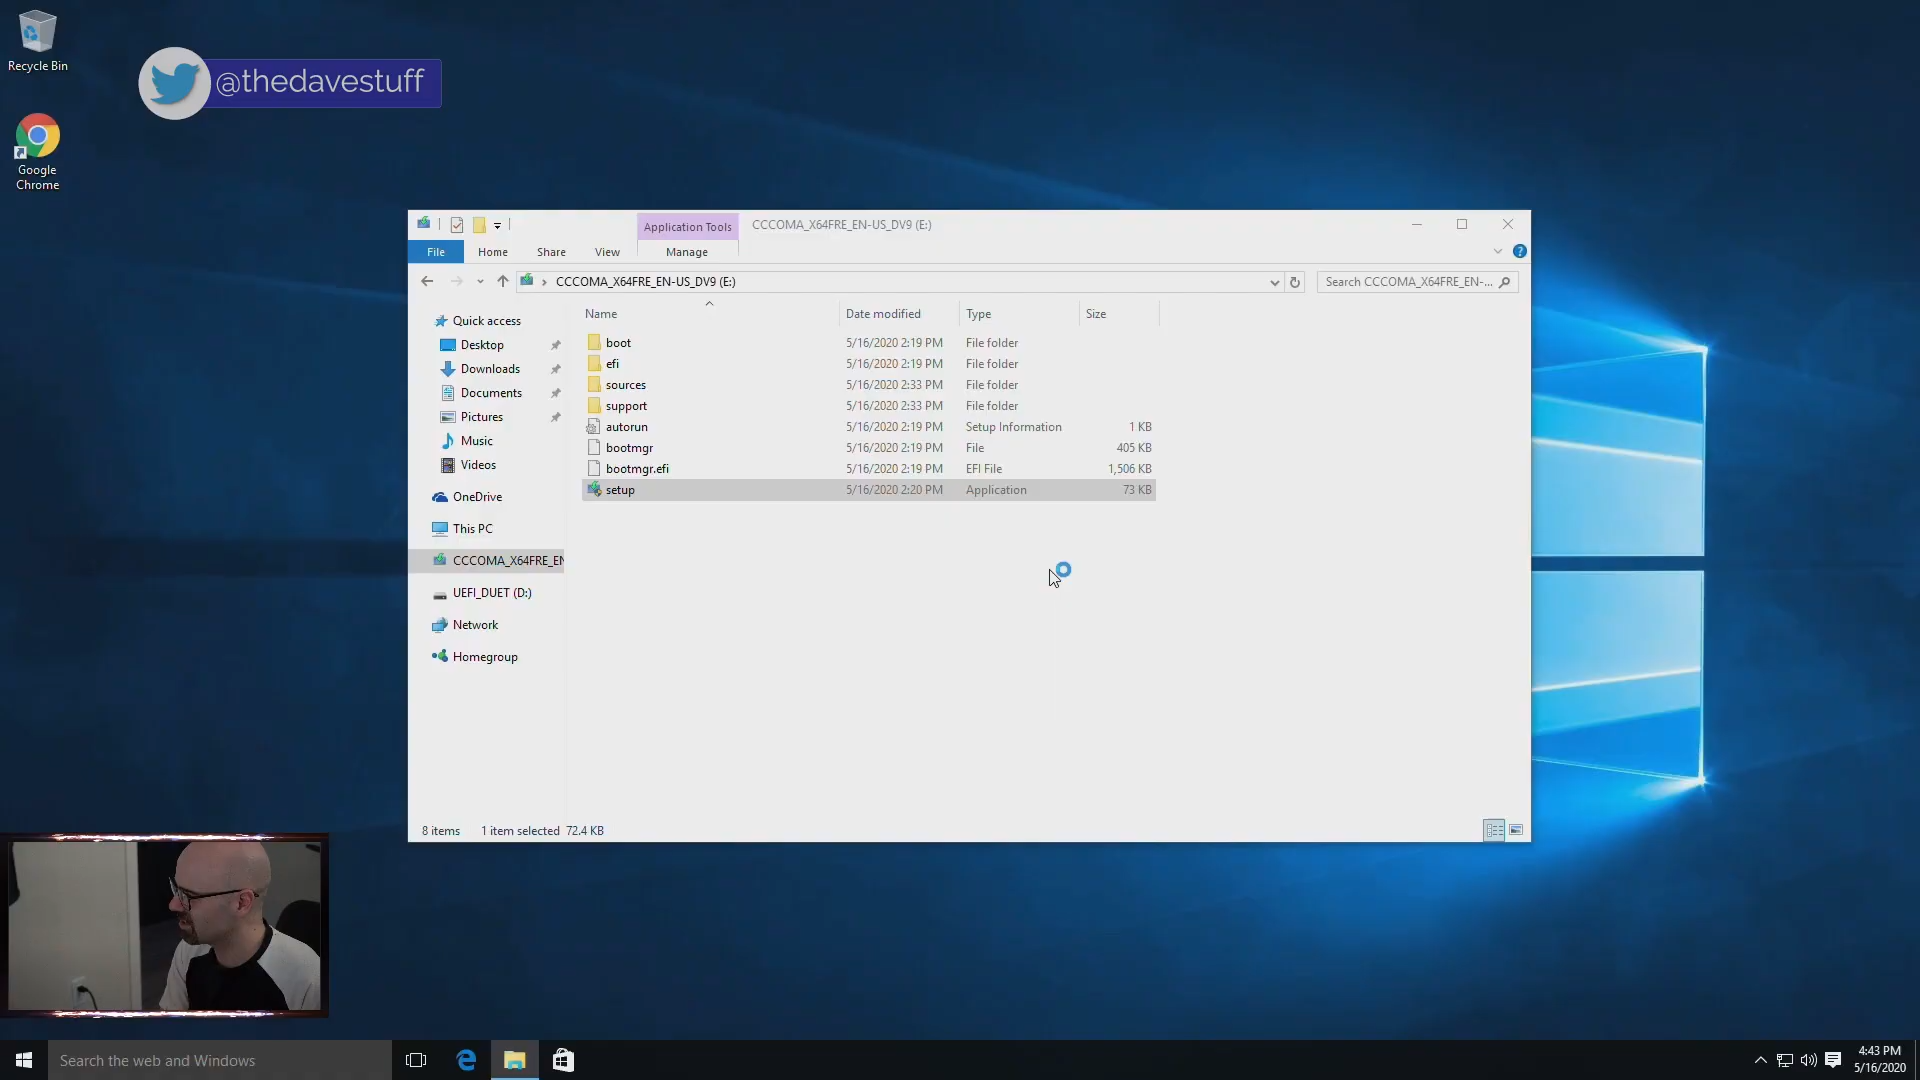 Recycle Bin
@thedavestuff
Google
Chrome
Application Tools
CCCOMA_X64FRE_EN-US_DV9 (E:)
File
Home
Share
View
Manage
CCCOMA_X64FRE_EN-US_DV9 (E:)
Search CCCOMA_X64FRE_EN-...
Name Date modified Type Size
Quick access
Desktop
Downloads
Documents
Pictures
Music
Videos
OneDrive
This PC
CCCOMA_X64FRE_EN
UEFI_DUET (D:)
Network
Homegroup
boot 5/16/2020 2:19 PM File folder
efi 5/16/2020 2:19 PM File folder
sources 5/16/2020 2:33 PM File folder
support 5/16/2020 2:33 PM File folder
autorun 5/16/2020 2:19 PM Setup Information 1 KB
bootmgr 5/16/2020 2:19 PM File 405 KB
bootmgr.efi 5/16/2020 2:19 PM EFI File 1,506 KB
setup 5/16/2020 2:20 PM Application 73 KB
8 items 1 item selected 72.4 KB
Search the web and Windows
4:43 PM
5/16/2020